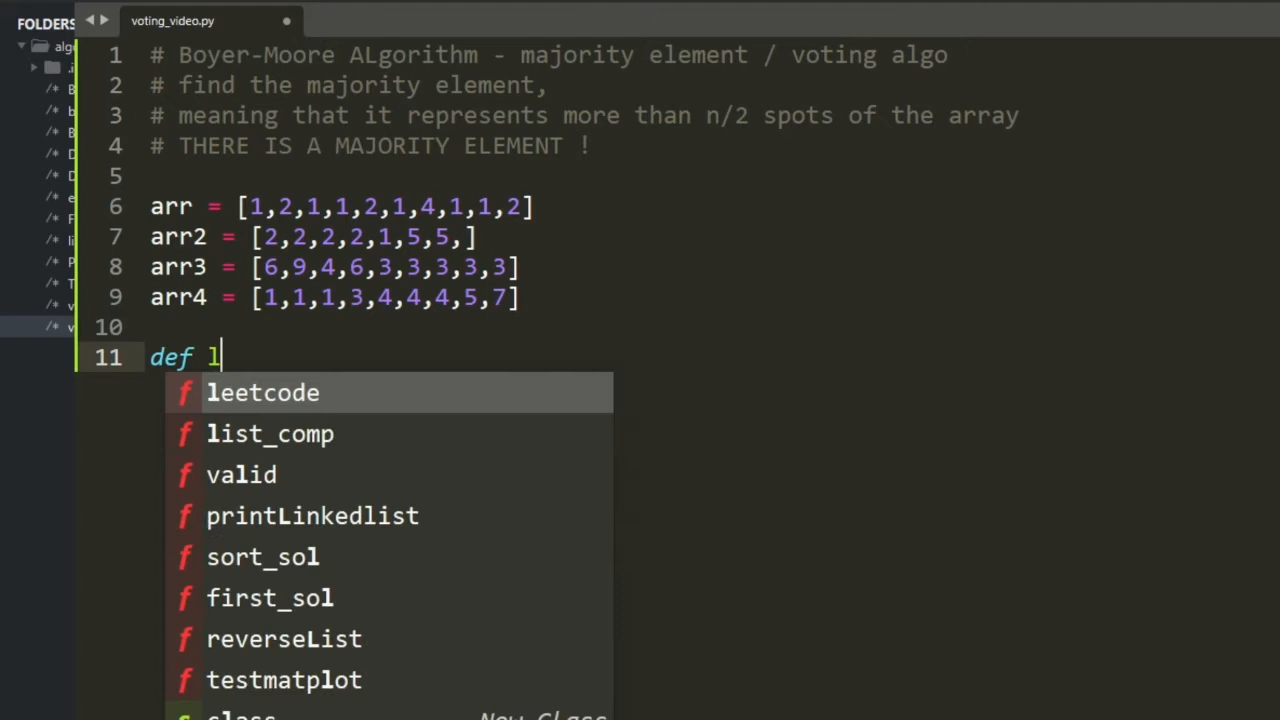 FOLDERS
voting_video.py
1 # Boyer-Moore ALgorithm - majority element / voting algo
2 # find the majority element,
3 # meaning that it represents more than n/2 spots of the array
4 # THERE IS A MAJORITY ELEMENT !
5
6 arr = [1,2,1,1,2,1,4,1,1,2]
7 arr2 = [2,2,2,2,1,5,5,]
8 arr3 = [6,9,4,6,3,3,3,3,3]
9 arr4 = [1,1,1,3,4,4,4,5,7]
10
11 def l
f leetcode
f list_comp
f valid
f printLinkedlist
f sort_sol
f first_sol
f reverseList
f testmatplot
class New Class